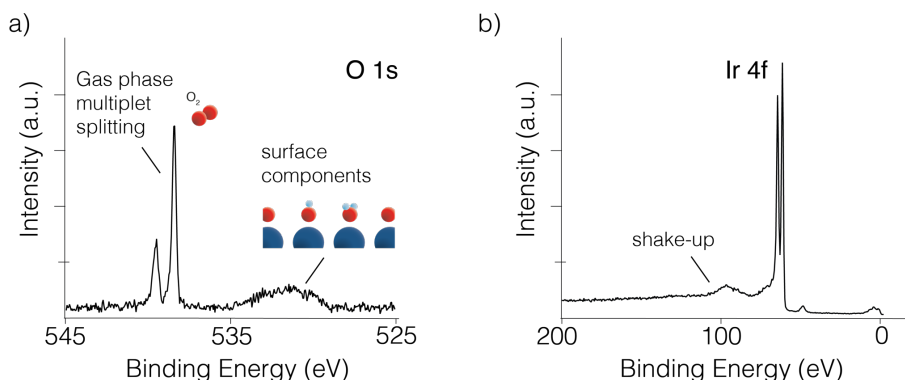 a)
O 1s
Gas phase
multiplet
splitting
O₂
surface
components
Intensity (a.u.)
545
535
525
Binding Energy (eV)
b)
Ir 4f
shake-up
Intensity (a.u.)
200
100
0
Binding Energy (eV)